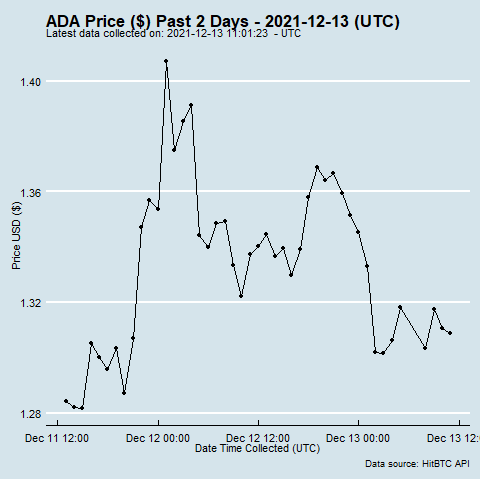 ADA Price ($) Past 2 Days - 2021-12-13 (UTC)
Latest data collected on: 2021-12-13 11:01:23 - UTC
1.40
1.36
1.32
1.28
Price USD ($)
Dec 11 12:00 Dec 12 00:00 Dec 12 12:00 Dec 13 00:00 Dec 13 12:
Date Time Collected (UTC)
Data source: HitBTC API